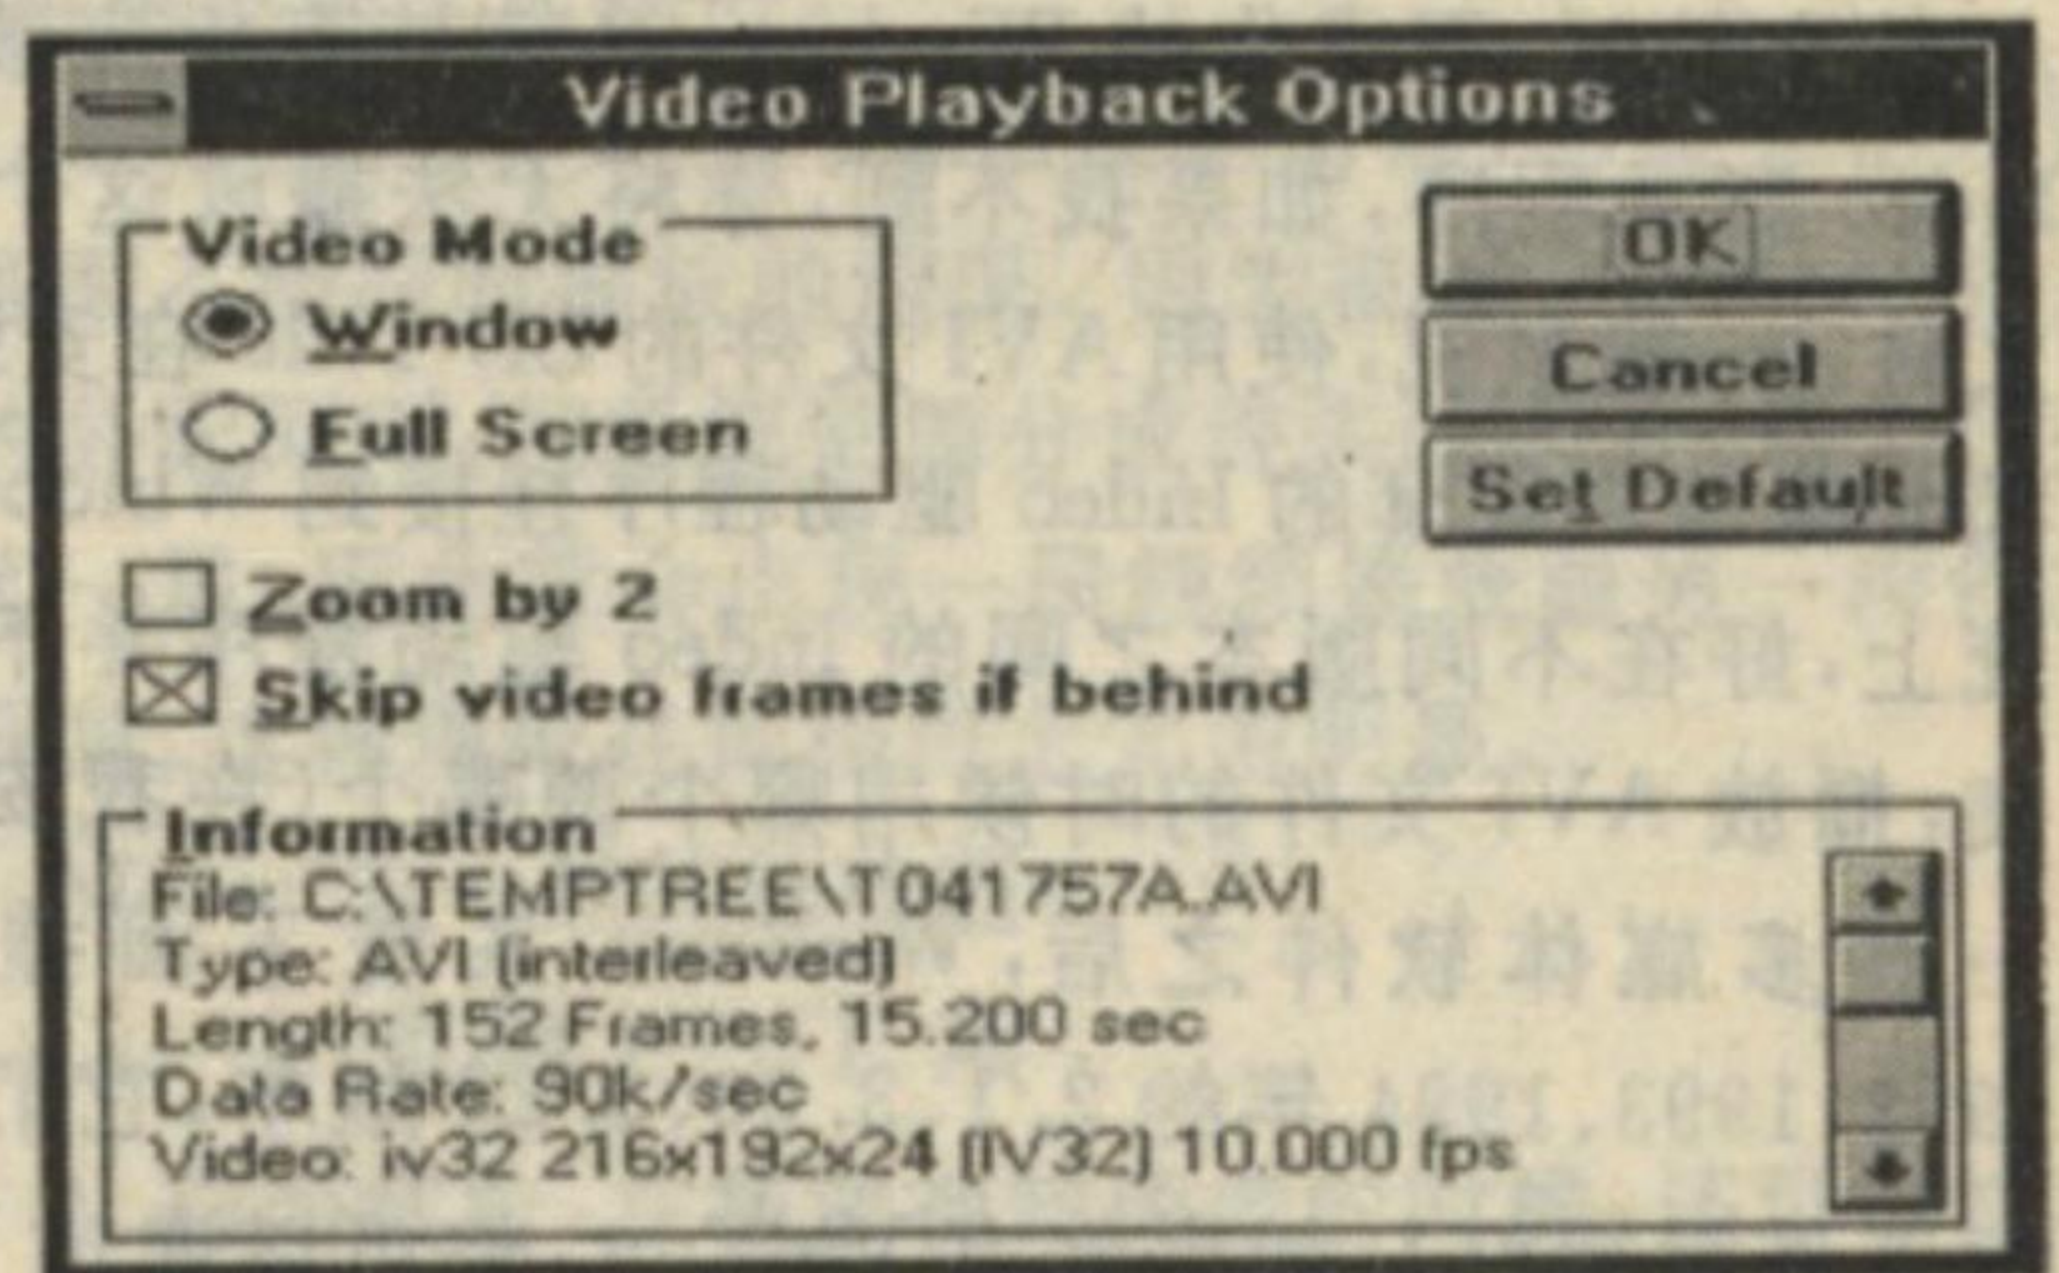 Video Playback Options
Video Mode
Window
Full Screen
OK
Cancel
Set Default
Zoom by 2
Skip video frames if behind
Information
File: C:\TEMPTREE\T041757A.AVI
Type: AVI (interleaved)
Length: 152 Frames, 15.200 sec
Data Rate: 90k/sec
Video: iv32 216x192x24 (IV32) 10.000 fps